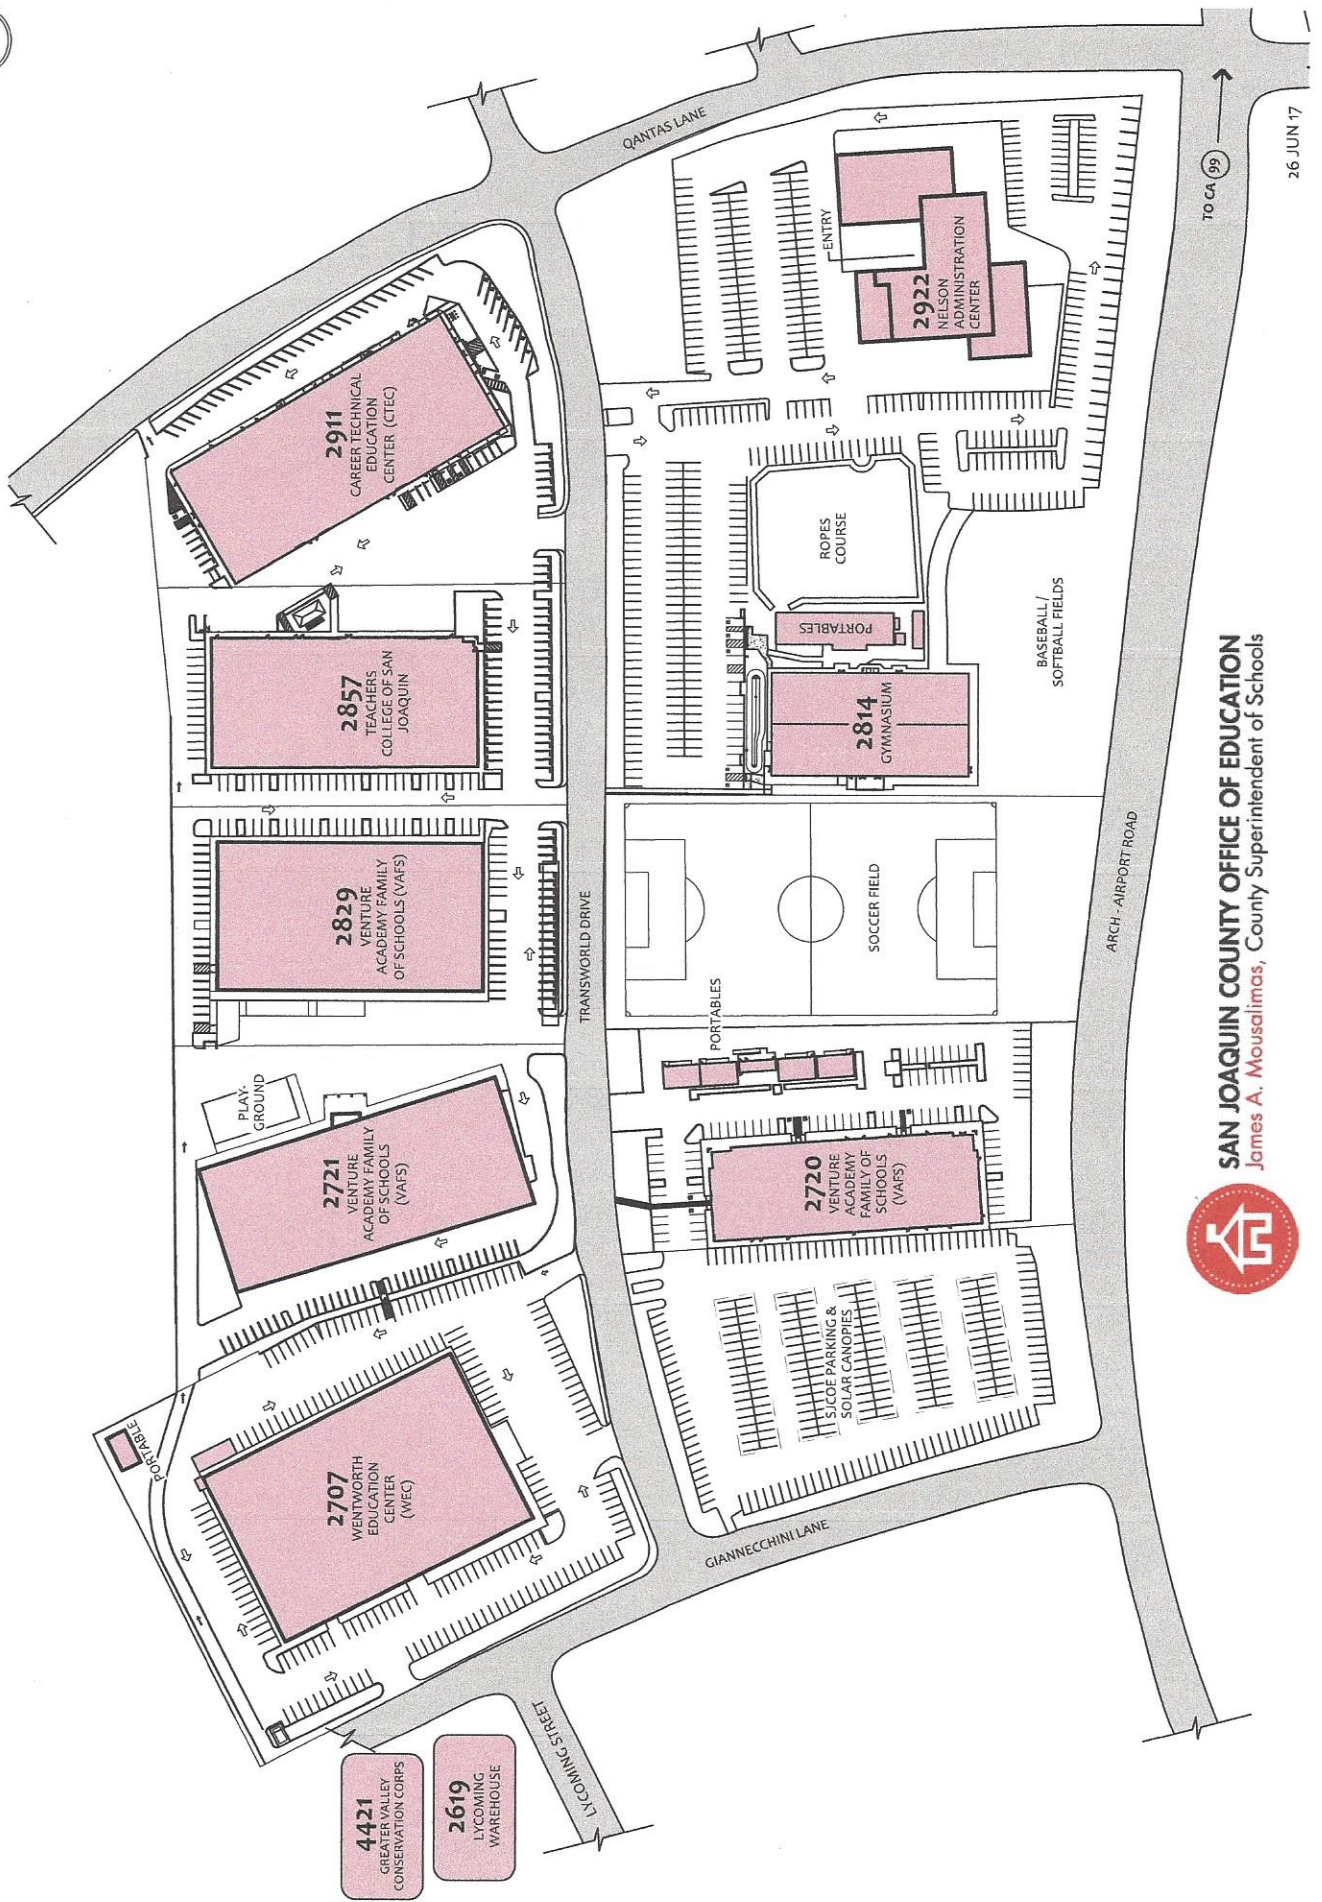 4421
GREATER VALLEY
CONSERVATION CORPS
2619
LYCOMING
WAREHOUSE
PORTABLE
2707
WENTWORTH
EDUCATION
CENTER
(WEC)
2721
VENTURE
ACADEMY FAMILY
OF SCHOOLS
(VAFS)
PLAY-
GROUND
2829
VENTURE
ACADEMY FAMILY
OF SCHOOLS (VAFS)
2857
TEACHERS
COLLEGE OF SAN
JOAQUIN
2911
CAREER TECHNICAL
EDUCATION
CENTER (CTEC)
LYCOMING STREET
TRANSWORLD DRIVE
QANTAS LANE
GIANNECCHINI LANE
SJCOE PARKING &
SOLAR CANOPIES
2720
VENTURE
ACADEMY
FAMILY OF
SCHOOLS
(VAFS)
PORTABLES
SOCCER FIELD
2814
GYMNASIUM
PORTABLES
ROPES
COURSE
ENTRY
2922
NELSON
ADMINISTRATION
CENTER
BASEBALL/
SOFTBALL FIELDS
ARCH - AIRPORT ROAD
TO CA 99
SAN JOAQUIN COUNTY OFFICE OF EDUCATION
James A. Mousalimas, County Superintendent of Schools
26 JUN 17